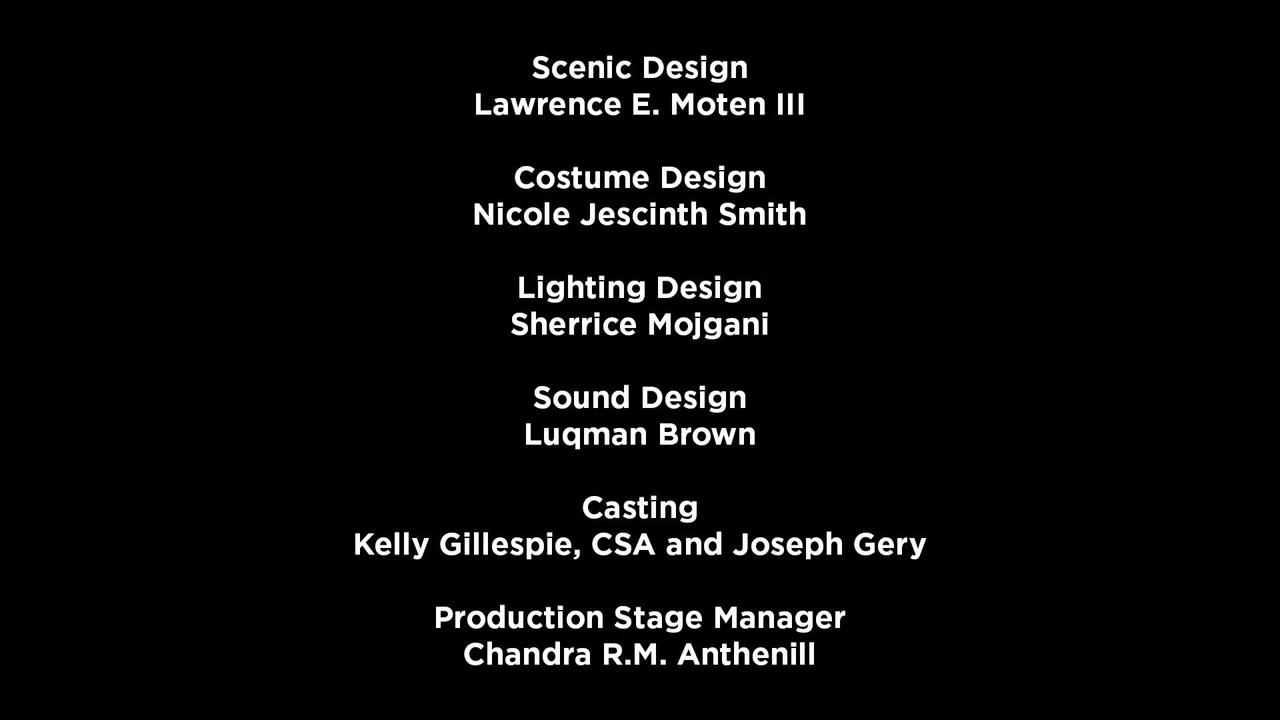 Scenic Design
Lawrence E. Moten III
Costume Design
Nicole Jescinth Smith
Lighting Design
Sherrice Mojgani
Sound Design
Luqman Brown
Casting
Kelly Gillespie, CSA and Joseph Gery
Production Stage Manager
Chandra R.M. Anthenill